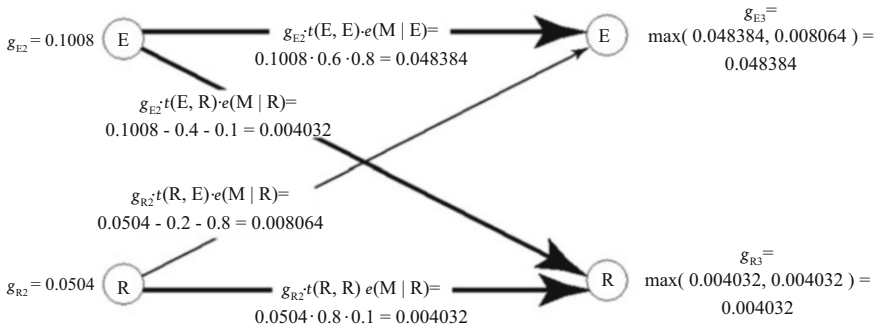 g_E2 = 0.1008
E
g_E2·t(E, E)·e(M | E)=
0.1008·0.6·0.8 = 0.048384
E
g_E3=
max( 0.048384, 0.008064 ) =
0.048384
g_E2·t(E, R)·e(M | R)=
0.1008 - 0.4 - 0.1 = 0.004032
g_R2·t(R, E)·e(M | R)=
0.0504 - 0.2 - 0.8 = 0.008064
g_R2 = 0.0504
R
g_R2·t(R, R) e(M | R)=
0.0504·0.8·0.1 = 0.004032
R
g_R3=
max( 0.004032, 0.004032 ) =
0.004032